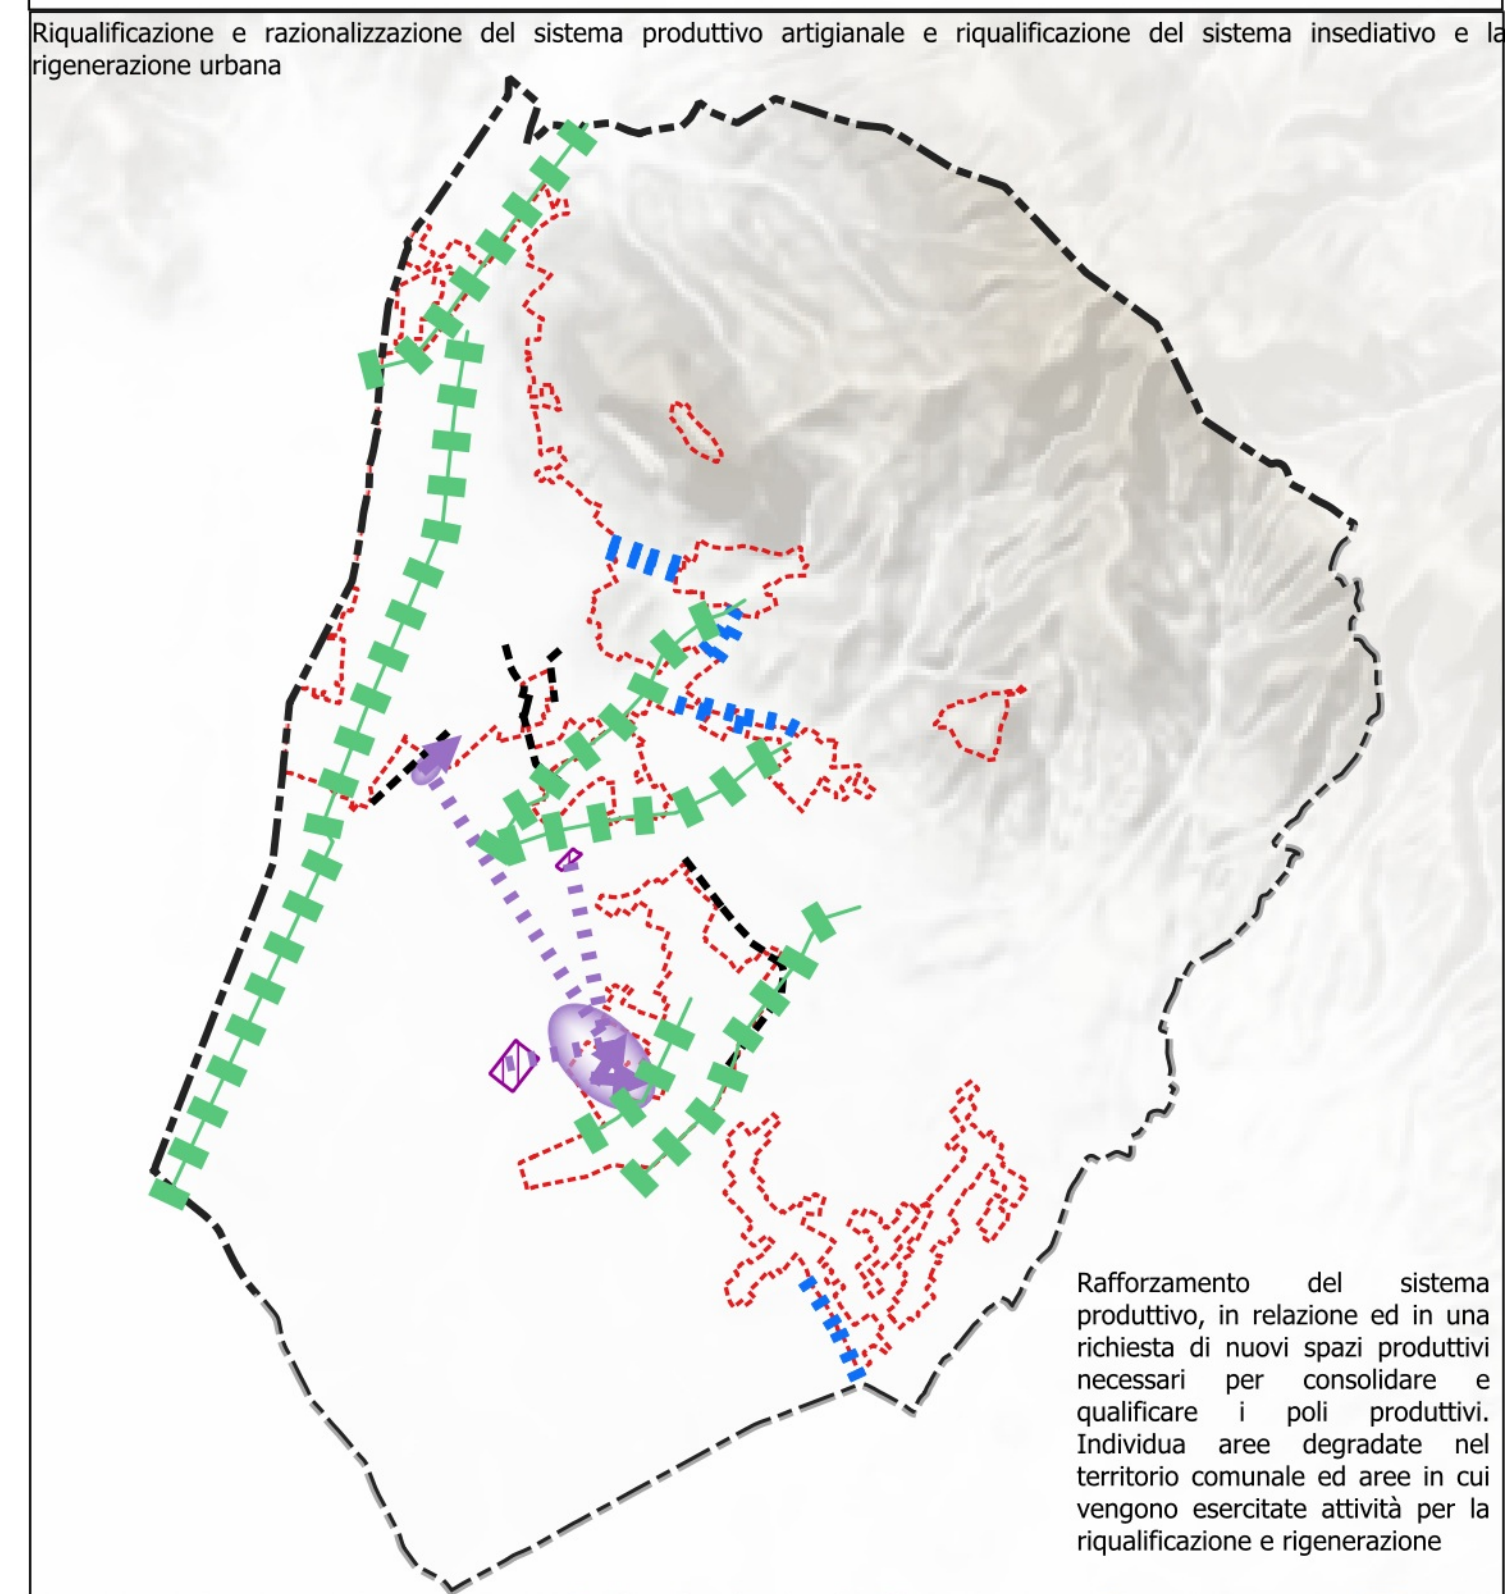 Riqualificazione e razionalizzazione del sistema produttivo artigianale e riqualificazione del sistema insediativo e la
rigenerazione urbana
Rafforzamento del sistema
produttivo, in relazione ed in una
richiesta di nuovi spazi produttivi
necessari per consolidare e
qualificare i poli produttivi.
Individua aree degradate nel
territorio comunale ed aree in cui
vengono esercitate attività per la
riqualificazione e rigenerazione